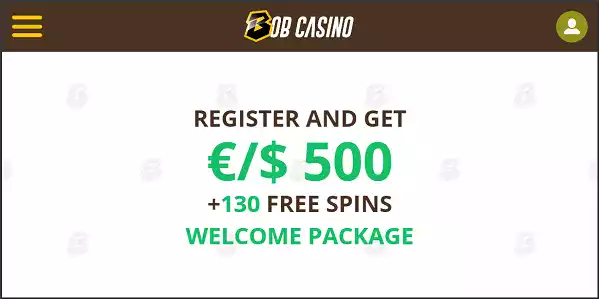 BOB CASINO
REGISTER AND GET
€/$ 500
+130 FREE SPINS
WELCOME PACKAGE